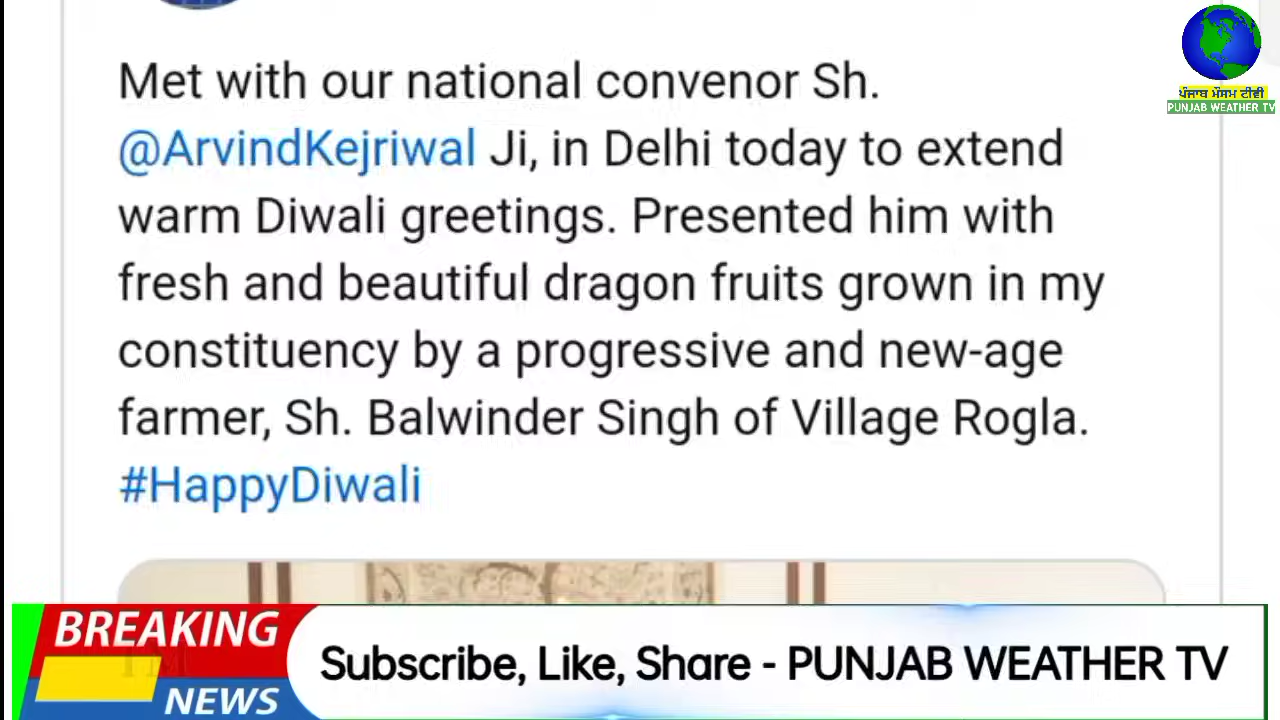 Met with our national convenor Sh.
@ArvindKejriwal Ji, in Delhi today to extend
warm Diwali greetings. Presented him with
fresh and beautiful dragon fruits grown in my
constituency by a progressive and new-age
farmer, Sh. Balwinder Singh of Village Rogla.
#HappyDiwali
ਪੰਜਾਬ ਮੌਸਮ ਟੀਵੀ
PUNJAB WEATHER TV
BREAKING
NEWS
Subscribe, Like, Share - PUNJAB WEATHER TV